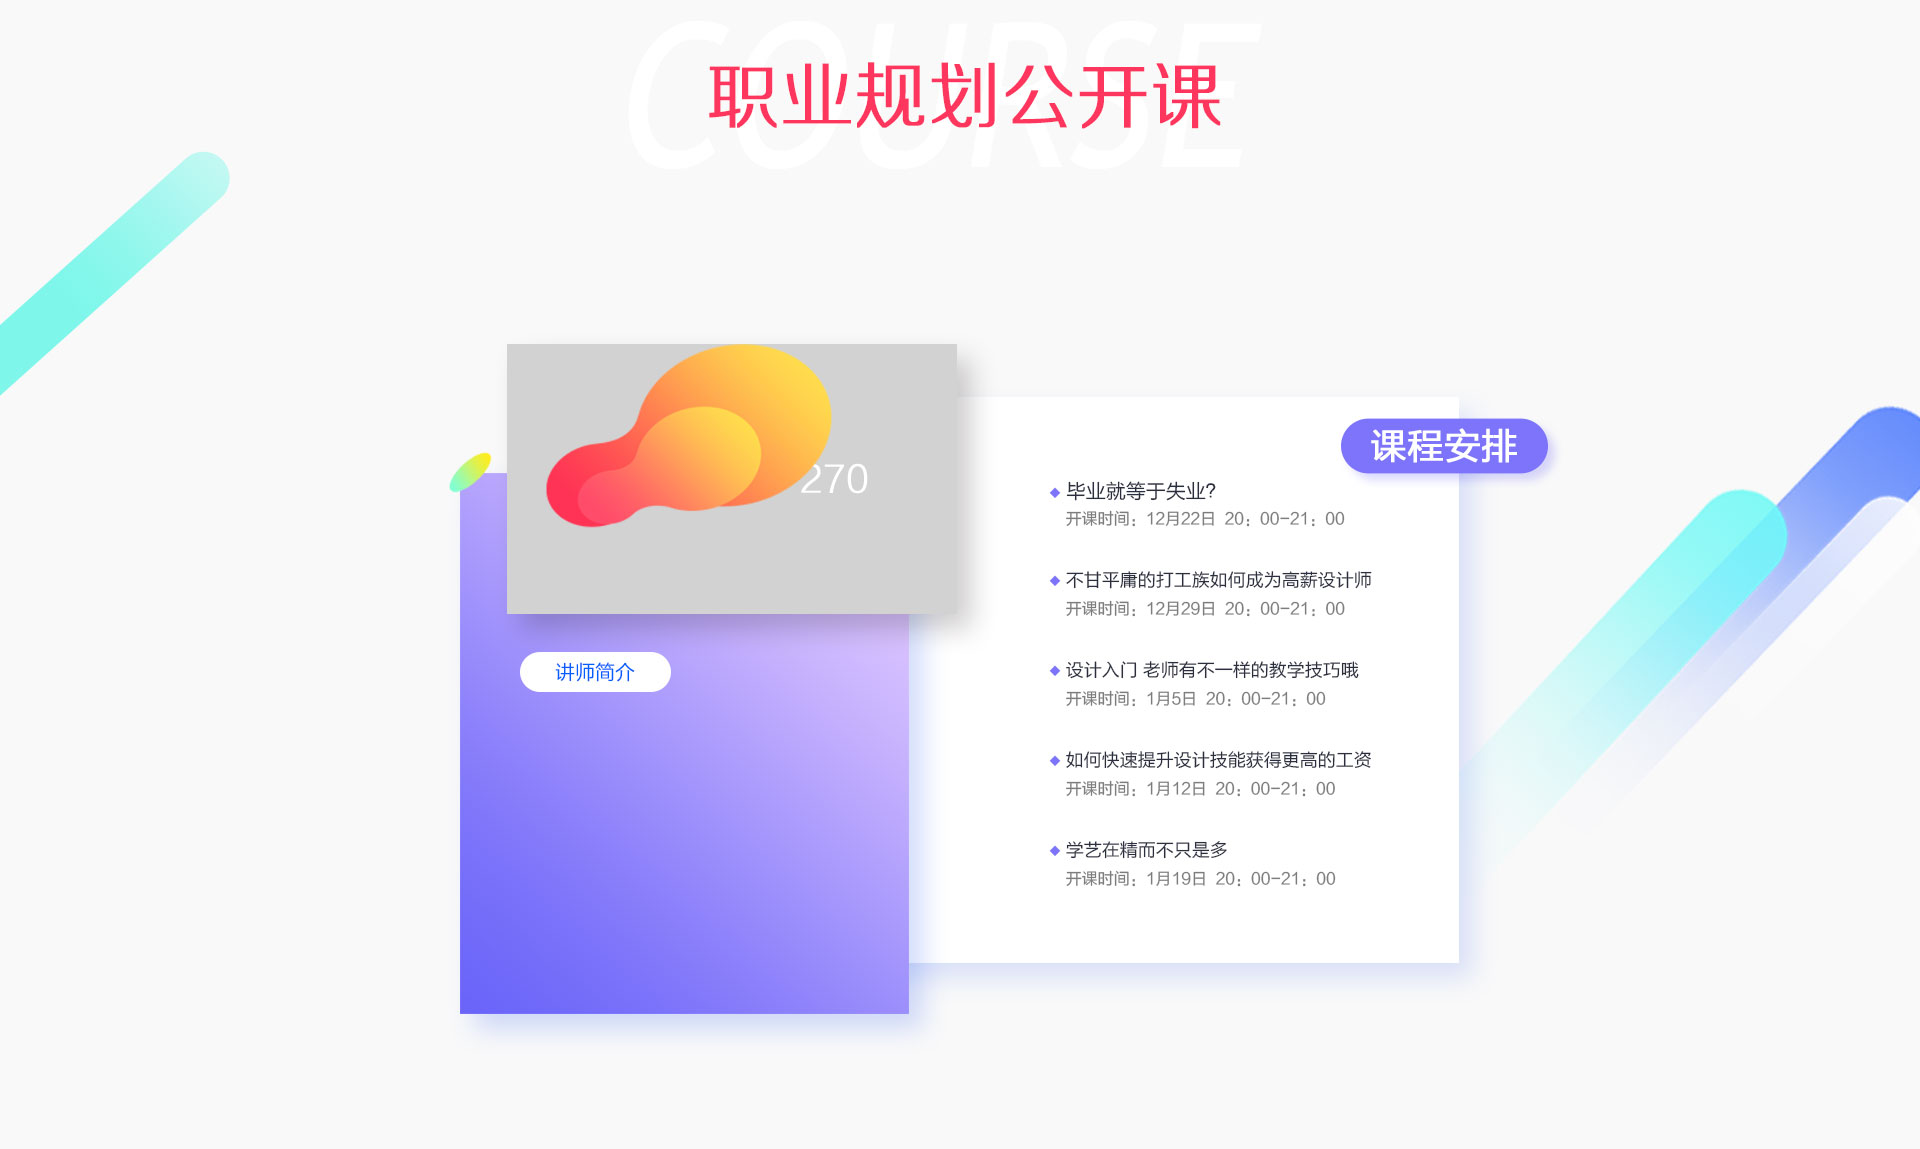 COURSE
职业规划公开课
270
讲师简介
课程安排
毕业就等于失业?
开课时间：12月22日 20：00-21：00
不甘平庸的打工族如何成为高薪设计师
开课时间：12月29日 20：00-21：00
设计入门 老师有不一样的教学技巧哦
开课时间：1月5日 20：00-21：00
如何快速提升设计技能获得更高的工资
开课时间：1月12日 20：00-21：00
学艺在精而不只是多
开课时间：1月19日 20：00-21：00